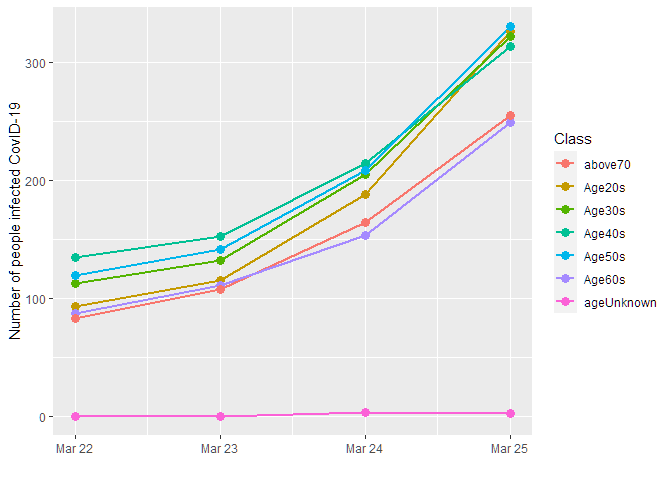 Number of people infected CovID-19
300
200
100
0
Mar 22
Mar 23
Mar 24
Mar 25
Class
above70
Age20s
Age30s
Age40s
Age50s
Age60s
ageUnknown